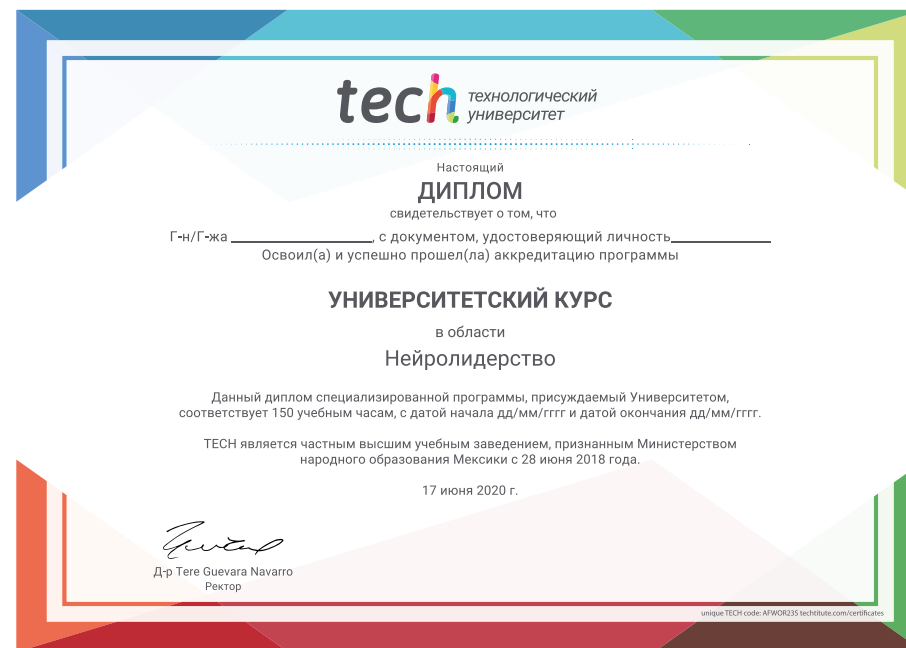 tech технологический
университет
Настоящий
ДИПЛОМ
свидетельствует о том, что
Г-н/Г-жа ____________________, с документом, удостоверяющий личность______________
Освоил(а) и успешно прошел(ла) аккредитацию программы
УНИВЕРСИТЕТСКИЙ КУРС
в области
Нейролидерство
Данный диплом специализированной программы, присуждаемый Университетом,
соответствует 150 учебным часам, с датой начала дд/мм/гггг и датой окончания дд/мм/гггг.
TECH является частным высшим учебным заведением, признанным Министерством
народного образования Мексики с 28 июня 2018 года.
17 июня 2020 г.
Д-р Tere Guevara Navarro
Ректор
unique TECH code: AFWOR23S techtitute.com/certificates